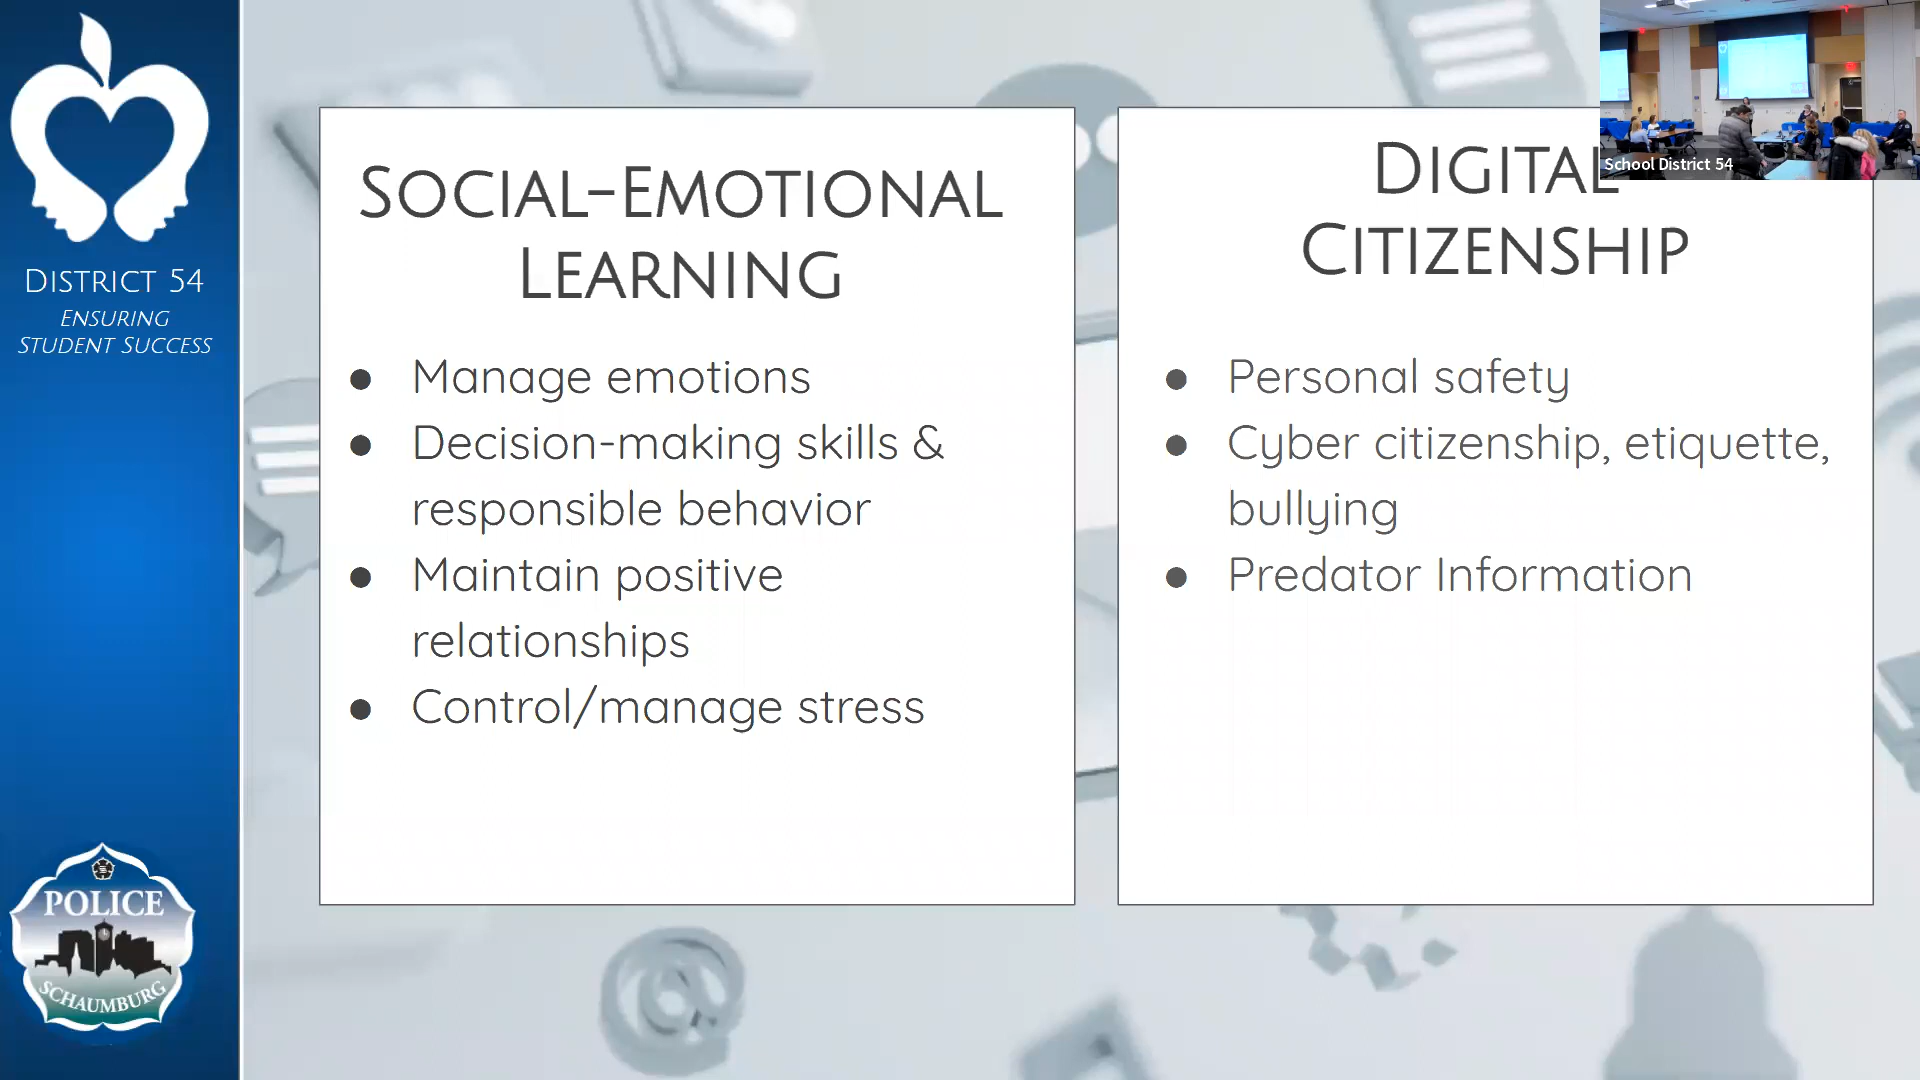 DISTRICT 54
ENSURING
STUDENT SUCCESS
POLICE
SCHAUMBURG
SOCIAL-EMOTIONAL
LEARNING
● Manage emotions
● Decision-making skills &
responsible behavior
● Maintain positive
relationships
● Control/manage stress
DIGITAL
CITIZENSHIP
● Personal safety
● Cyber citizenship, etiquette,
bullying
● Predator Information
School District 54